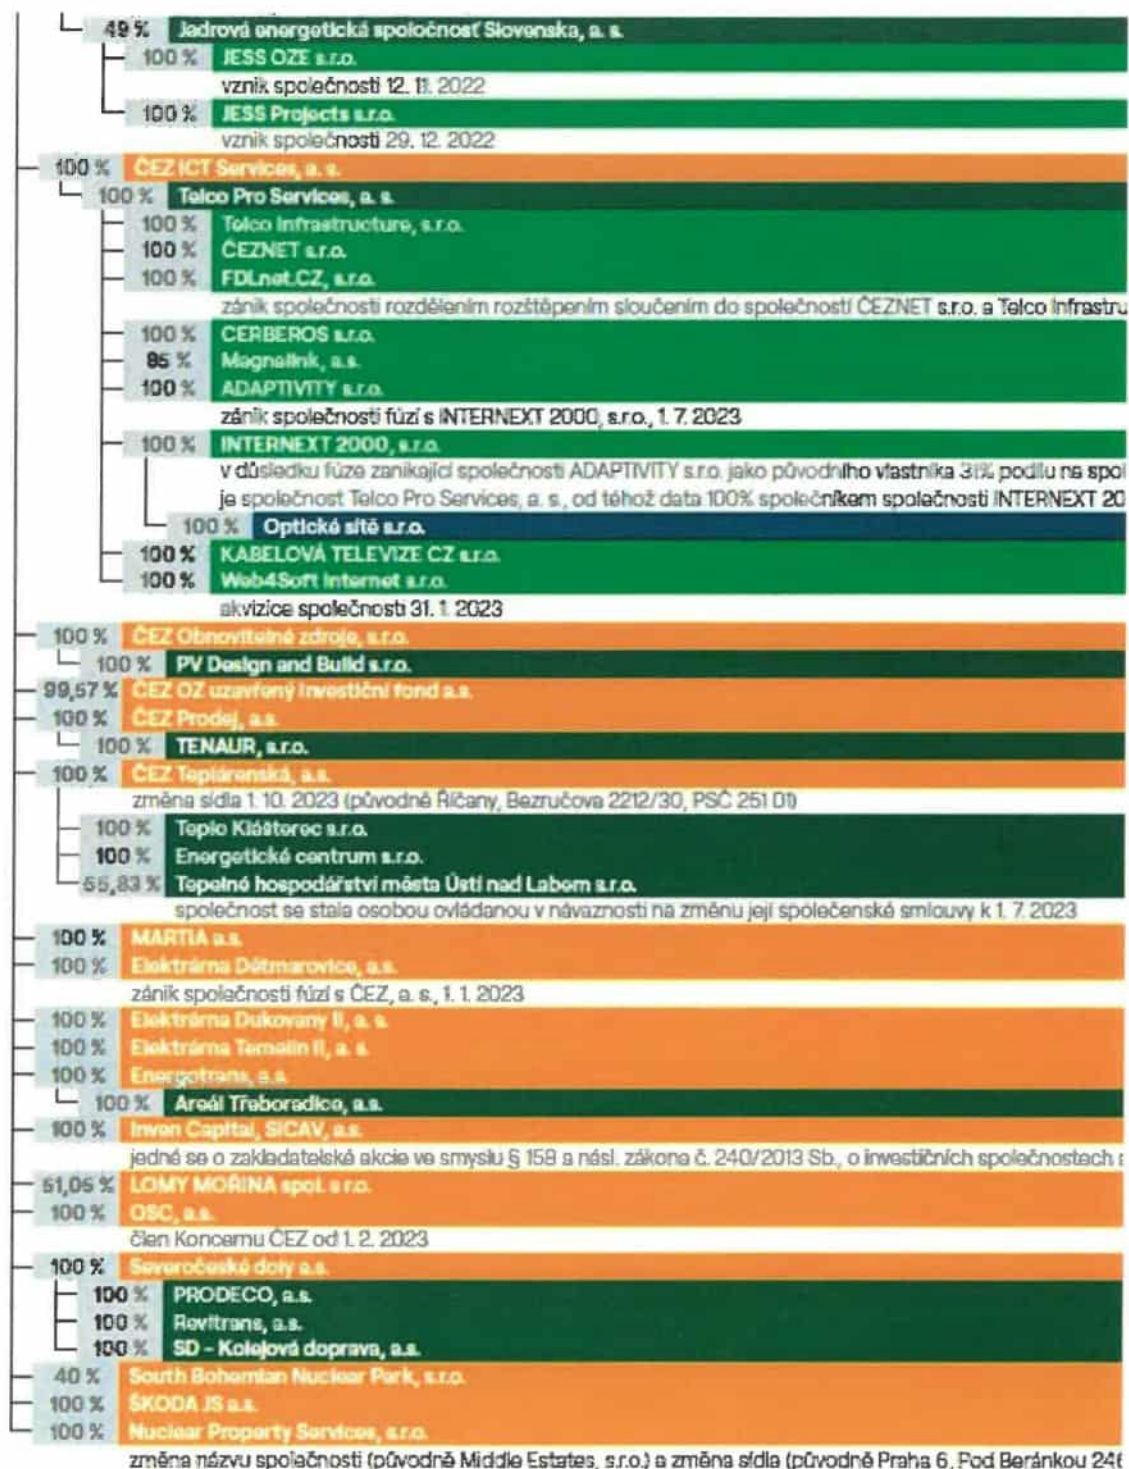 49 % Jadrová energetická spoločnosť Slovenska, a. s.
100 % JESS OZE s.r.o.
vznik společnosti 12. 11. 2022
100 % JESS Projects s.r.o.
vznik společnosti 29. 12. 2022
100 % ČEZ ICT Services, a. s.
100 % Telco Pro Services, a. s.
100 % Telco Infrastructure, s.r.o.
100 % ČEZNET s.r.o.
100 % FDLnet.CZ, s.r.o.
zánik společnosti rozdělením rozštěpením sloučením do společností ČEZNET s.r.o. a Telco Infrastru
100 % CERBEROS s.r.o.
85 % Magnalink, a.s.
100 % ADAPTIVITY s.r.o.
zánik společnosti fúzí s INTERNEXT 2000, s.r.o., 1. 7. 2023
100 % INTERNEXT 2000, s.r.o.
v důsledku fúze zanikající společnosti ADAPTIVITY s.r.o. jako původního vlastníka 31% podílu na spol
je společnost Telco Pro Services, a. s., od téhož data 100% společníkem společnosti INTERNEXT 20
100 % Optické sítě s.r.o.
100 % KABELOVÁ TELEVIZE CZ s.r.o.
100 % Web4Soft Internet s.r.o.
akvizice společnosti 31. 1. 2023
100 % ČEZ Obnovitelné zdroje, s.r.o.
100 % PV Design and Build s.r.o.
99,57 % ČEZ OZ uzavřený investiční fond a.s.
100 % ČEZ Prodej, a.s.
100 % TENAUR, s.r.o.
100 % ČEZ Teplárenská, a.s.
změna sídla 1. 10. 2023 (původně Říčany, Bezručova 2212/30, PSČ 251 01)
100 % Teplo Klášterec s.r.o.
100 % Energetické centrum s.r.o.
55,83 % Tepelné hospodářství města Ústí nad Labem s.r.o.
společnost se stala osobou ovládanou v návaznosti na změnu její společenské smlouvy k 1. 7. 2023
100 % MARTIA a.s.
100 % Elektrárna Dětmarovice, a.s.
zánik společnosti fúzí s ČEZ, a. s., 1. 1. 2023
100 % Elektrárna Dukovany II, a. s.
100 % Elektrárna Temelín II, a. s.
100 % Energotrans, a.s.
100 % Areál Třeboradice, a.s.
100 % Inven Capital, SICAV, a.s.
jedná se o zakladatelské akcie ve smyslu § 158 a násl. zákona č. 240/2013 Sb., o investičních společnostech a
51,05 % LOMY MOŘINA spol. s r.o.
100 % OSC, a.s.
člen Koncernu ČEZ od 1. 2. 2023
100 % Severočeské doly a.s.
100 % PRODECO, a.s.
100 % Revitrans, a.s.
100 % SD - Kolejová doprava, a.s.
40 % South Bohemian Nuclear Park, s.r.o.
100 % ŠKODA JS a.s.
100 % Nuclear Property Services, s.r.o.
změna názvu společnosti (původně Middle Estates, s.r.o.) a změna sídla (původně Praha 6, Pod Beránkou 246